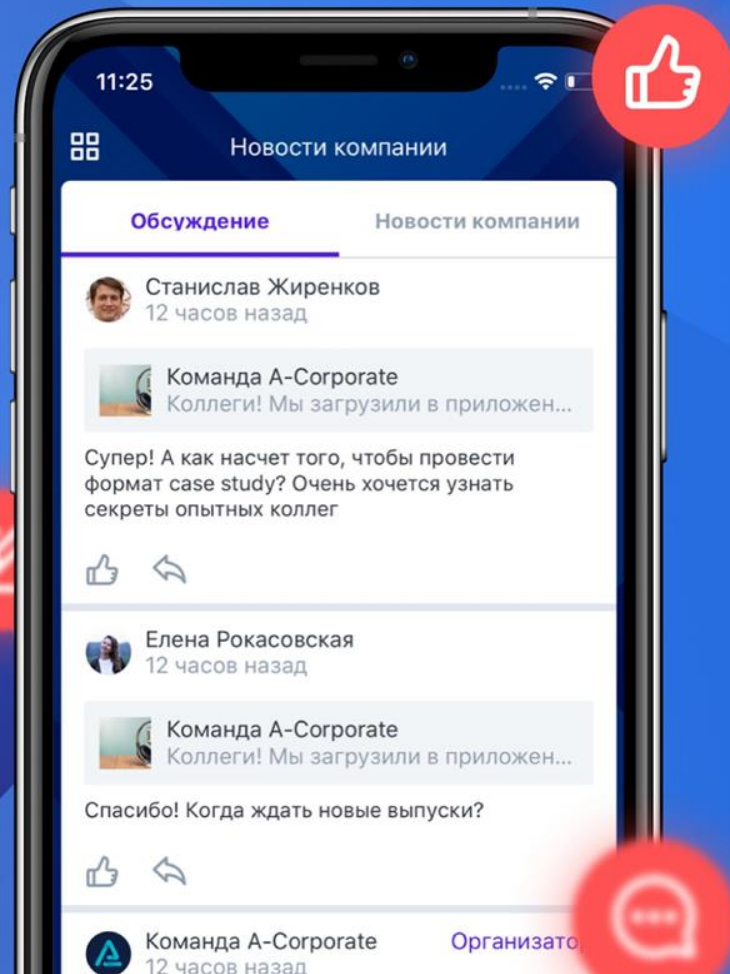 11:25
Новости компании
Обсуждение
Новости компании
Станислав Жиренков
12 часов назад
Команда A-Corporate
Коллеги! Мы загрузили в приложен...
Супер! А как насчет того, чтобы провести
формат case study? Очень хочется узнать
секреты опытных коллег
Елена Рокасовская
12 часов назад
Команда A-Corporate
Коллеги! Мы загрузили в приложен...
Спасибо! Когда ждать новые выпуски?
Команда A-Corporate
Организато
12 часов назад